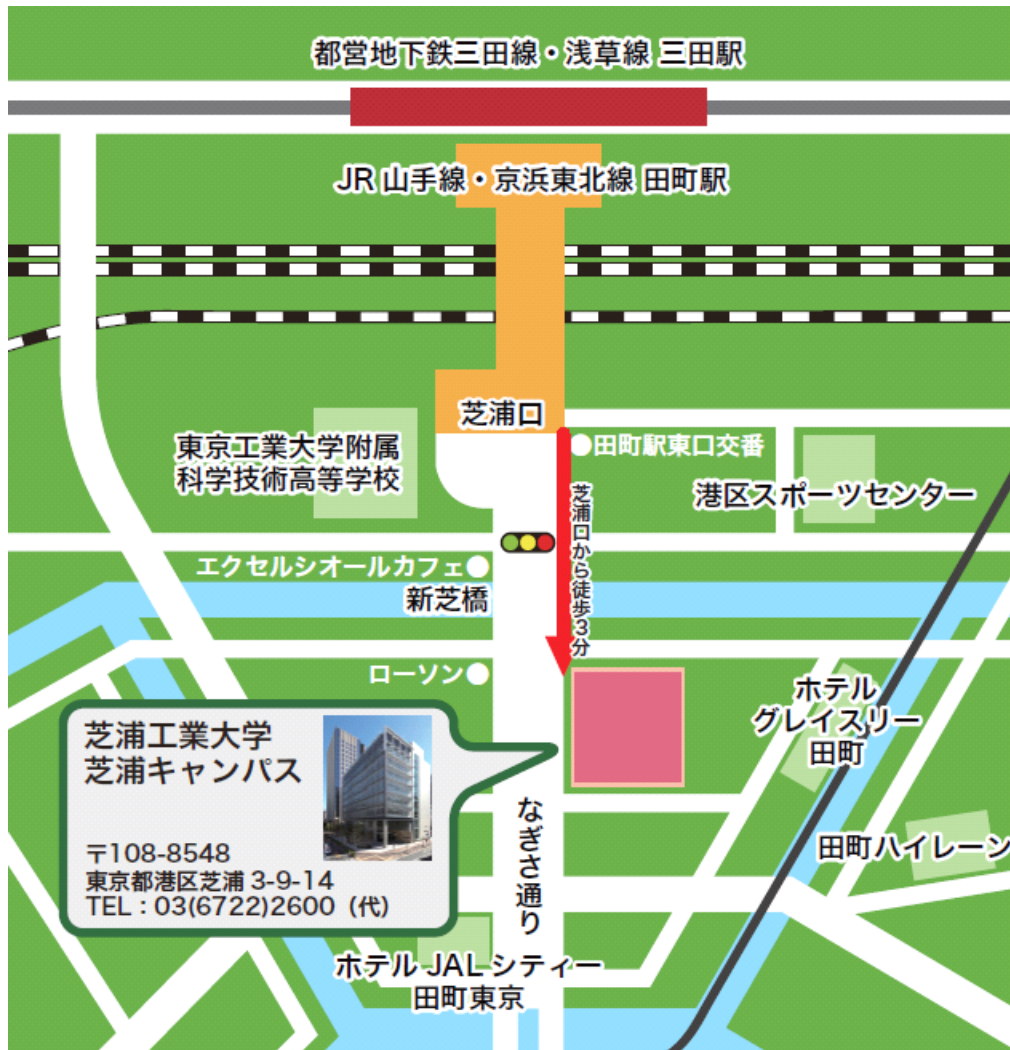 都営地下鉄三田線・浅草線 三田駅
JR 山手線・京浜東北線 田町駅
芝浦口
●田町駅東口交番
東京工業大学附属
科学技術高等学校
港区スポーツセンター
芝浦口から徒歩3分
エクセルシオールカフェ●
新芝橋
ローソン●
ホテル
グレイスリー
田町
芝浦工業大学
芝浦キャンパス
〒108-8548
東京都港区芝浦 3-9-14
TEL：03(6722)2600（代）
なぎさ通り
田町ハイレーン
ホテル JAL シティー
田町東京